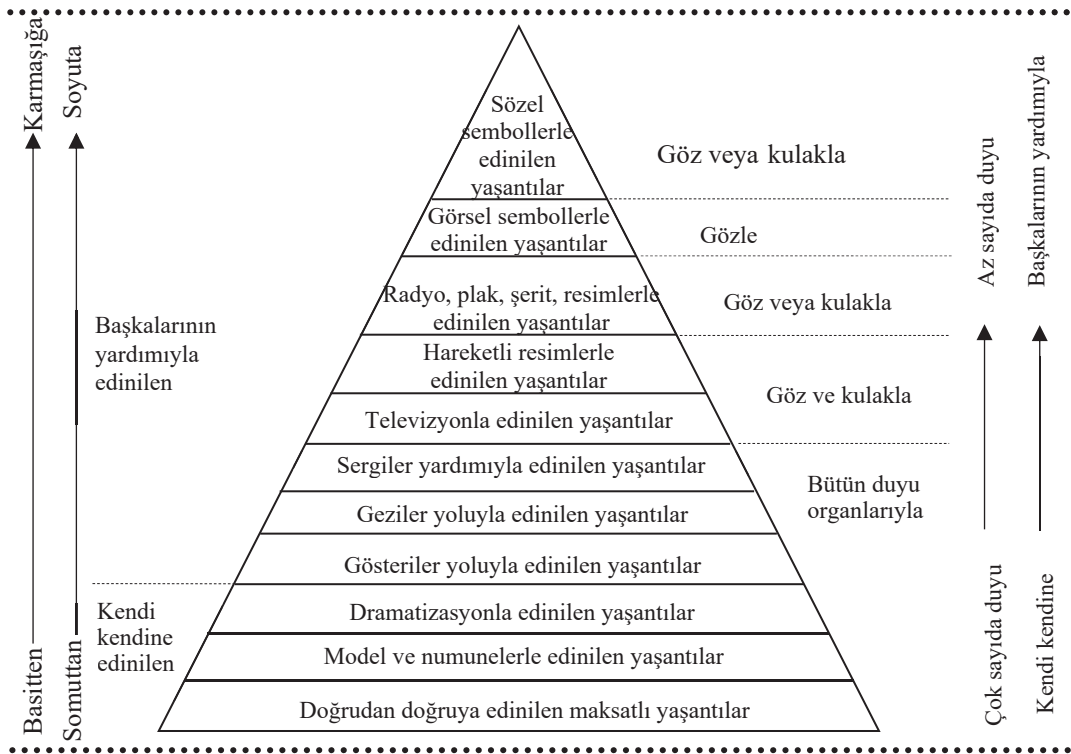 Karmaşığa
Basitten
Soyuta
Somuttan
Başkalarının
yardımıyla
edinilen
Kendi
kendine
edinilen
Sözel
sembollerle
edinilen
yaşantılar
Görsel sembollerle
edinilen yaşantılar
Radyo, plak, şerit, resimlerle
edinilen yaşantılar
Hareketli resimlerle
edinilen yaşantılar
Televizyonla edinilen yaşantılar
Sergiler yardımıyla edinilen yaşantılar
Geziler yoluyla edinilen yaşantılar
Gösteriler yoluyla edinilen yaşantılar
Dramatizasyonla edinilen yaşantılar
Model ve numunelerle edinilen yaşantılar
Doğrudan doğruya edinilen maksatlı yaşantılar
Göz veya kulakla
Gözle
Göz veya kulakla
Göz ve kulakla
Bütün duyu
organlarıyla
Az sayıda duyu
Çok sayıda duyu
Başkalarının yardımıyla
Kendi kendine